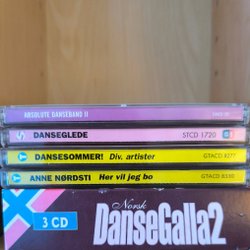 ABSOLUTE DANSEBAND II
DANSEGLEDE STCD 1720
DANSESOMMER! Div. artister GTACD 8277
ANNE NØRDSTI Her vil jeg bo GTACD 8330
Norsk
3 CD DanseGalla2